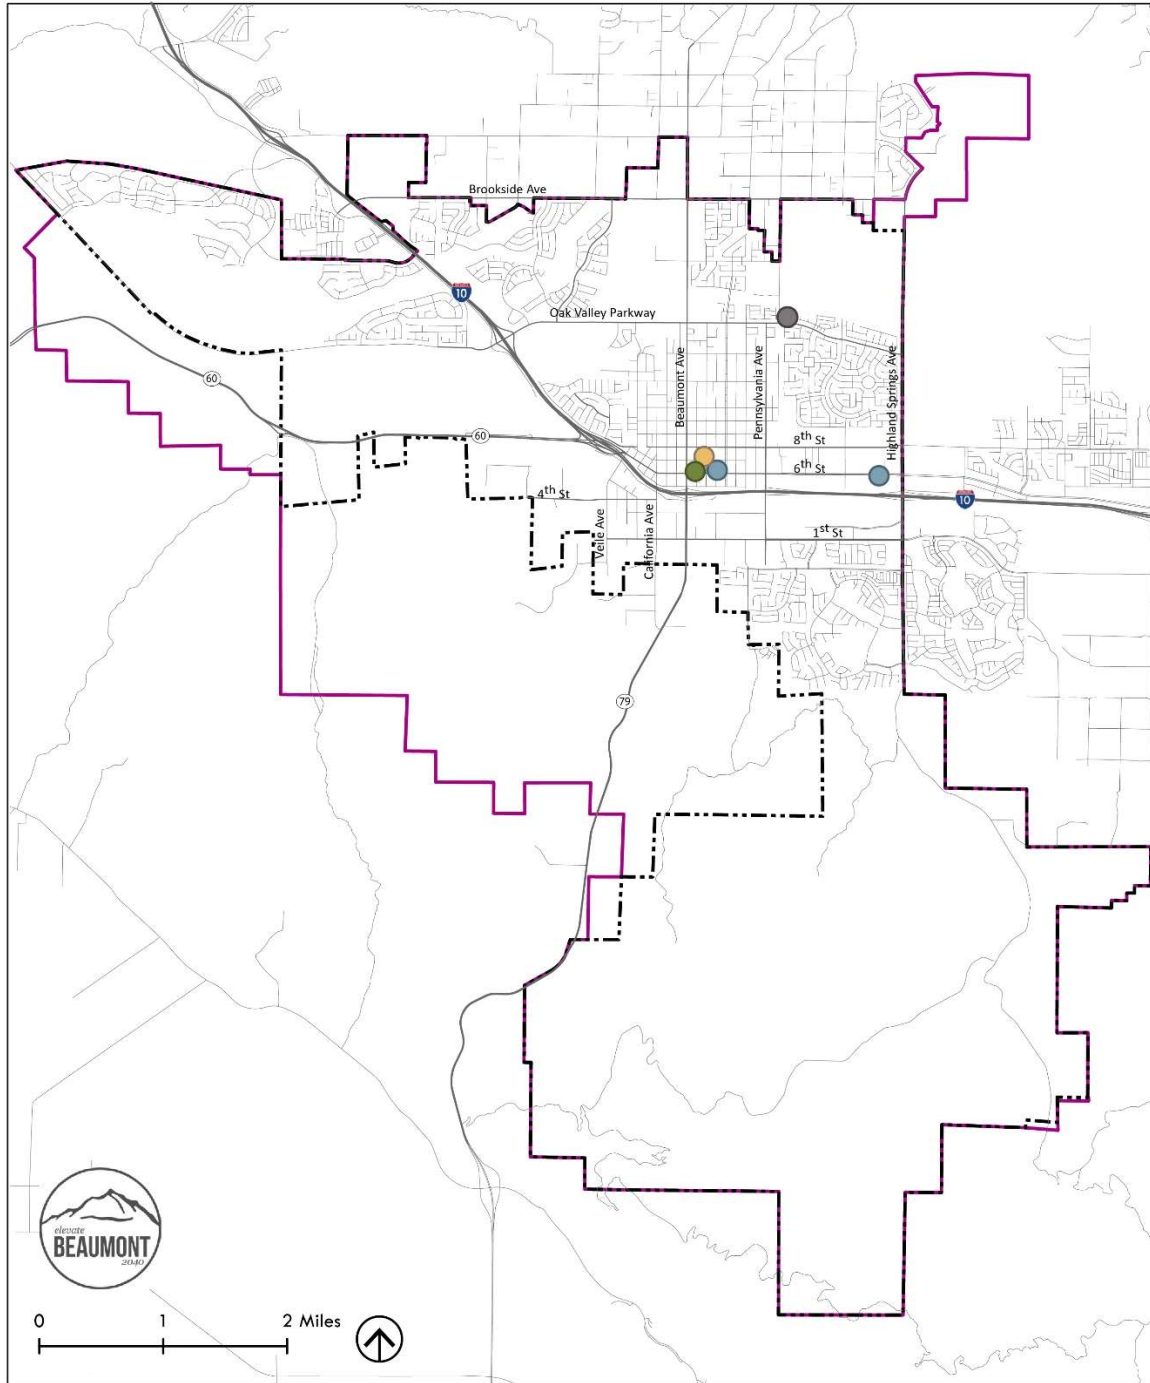 Brookside Ave
10
Oak Valley Parkway
Beaumont Ave
Pennsylvania Ave
Highland Springs Ave
60
60
8th St
6th St
4th St
10
Veile Ave
California Ave
1st St
79
elevate
BEAUMONT
2040
0 1 2 Miles